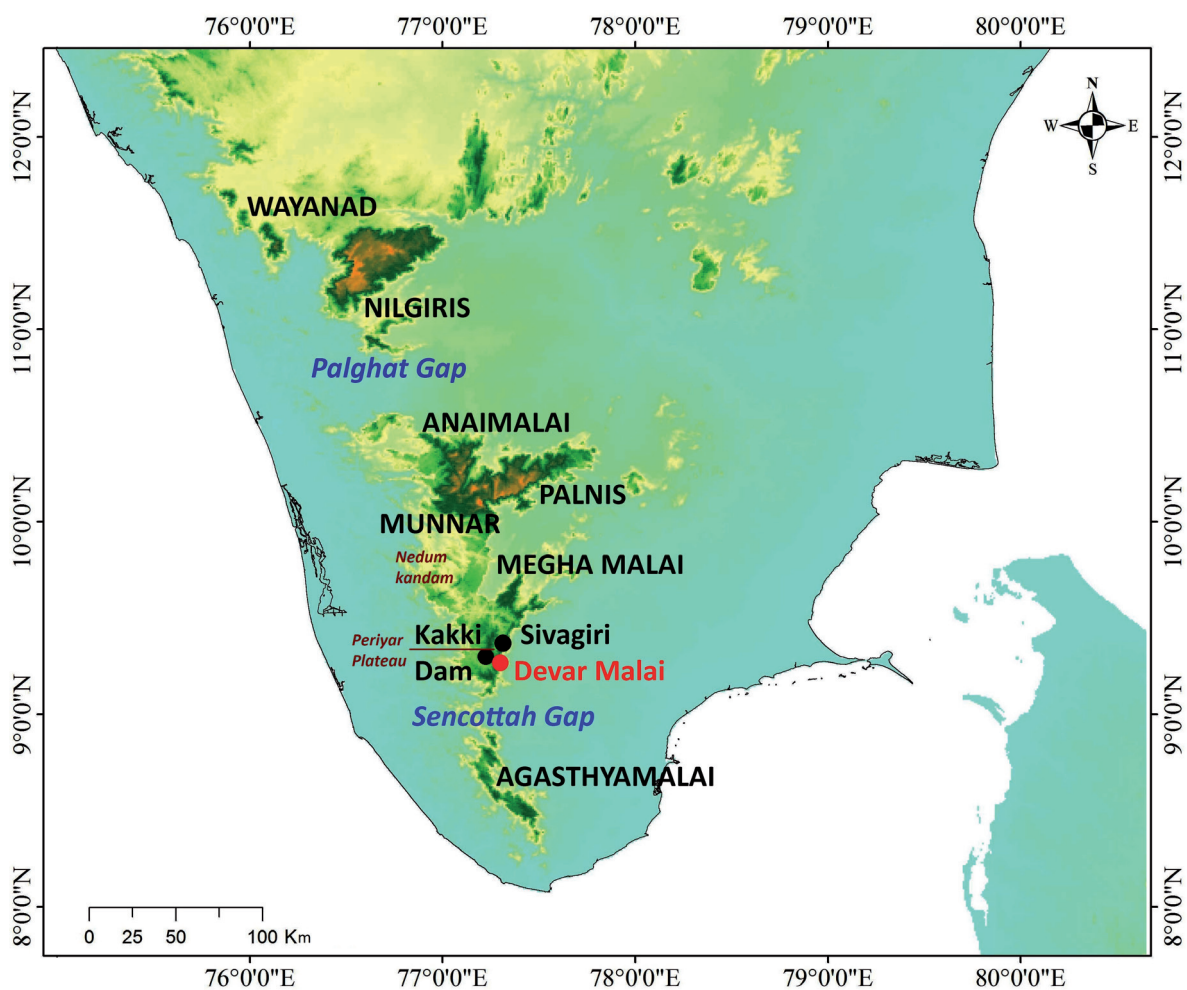 76°0'0"E 77°0'0"E 78°0'0"E 79°0'0"E 80°0'0"E
12°0'0"N
12°0'0"N
N
W E
S
WAYANAD
NILGIRIS
11°0'0"N
11°0'0"N
Palghat Gap
ANAIMALAI
PALNIS
MUNNAR
10°0'0"N
10°0'0"N
Nedum
kandam
MEGHA MALAI
Periyar
Plateau
Kakki
Dam
Sivagiri
Devar Malai
9°0'0"N
9°0'0"N
Sencottah Gap
AGASTHYAMALAI
8°0'0"N
8°0'0"N
0 25 50 100 Km
76°0'0"E 77°0'0"E 78°0'0"E 79°0'0"E 80°0'0"E